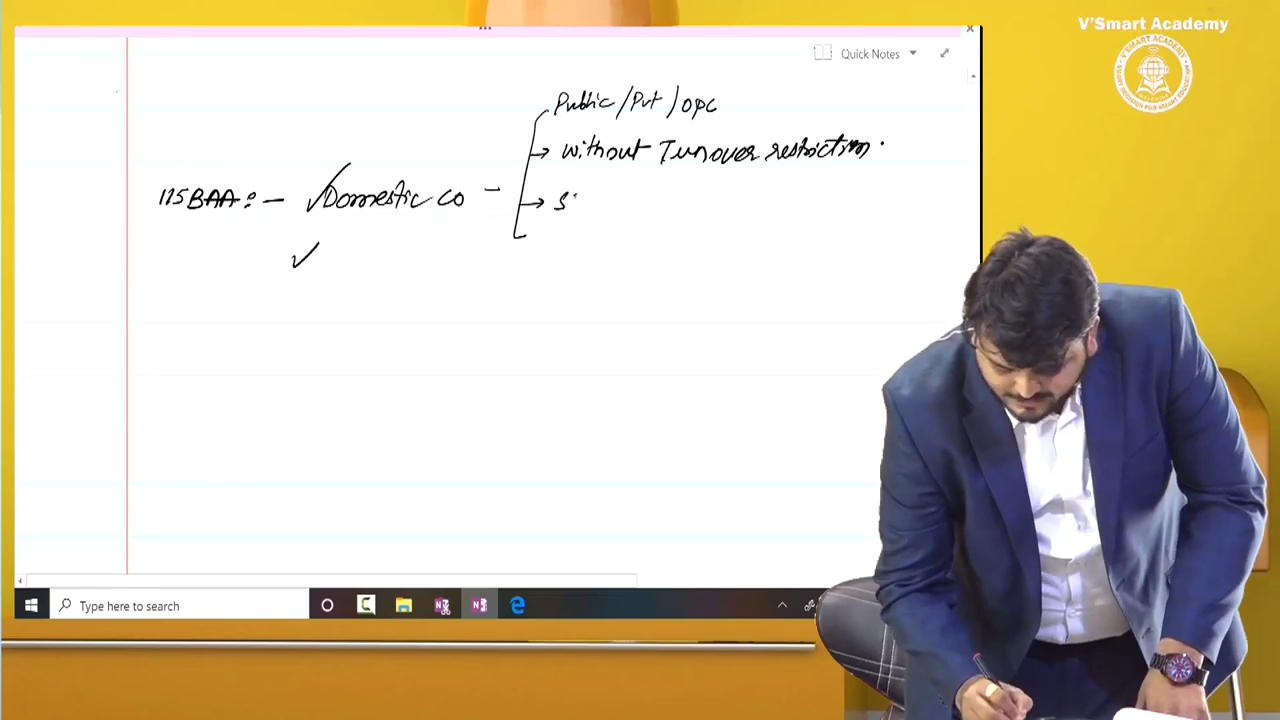 V'Smart Academy
Quick Notes
Public / Pvt / OPC
→ without Turnover restriction.
115BAA :- ✓Domestic co -
→ s
✓
Type here to search